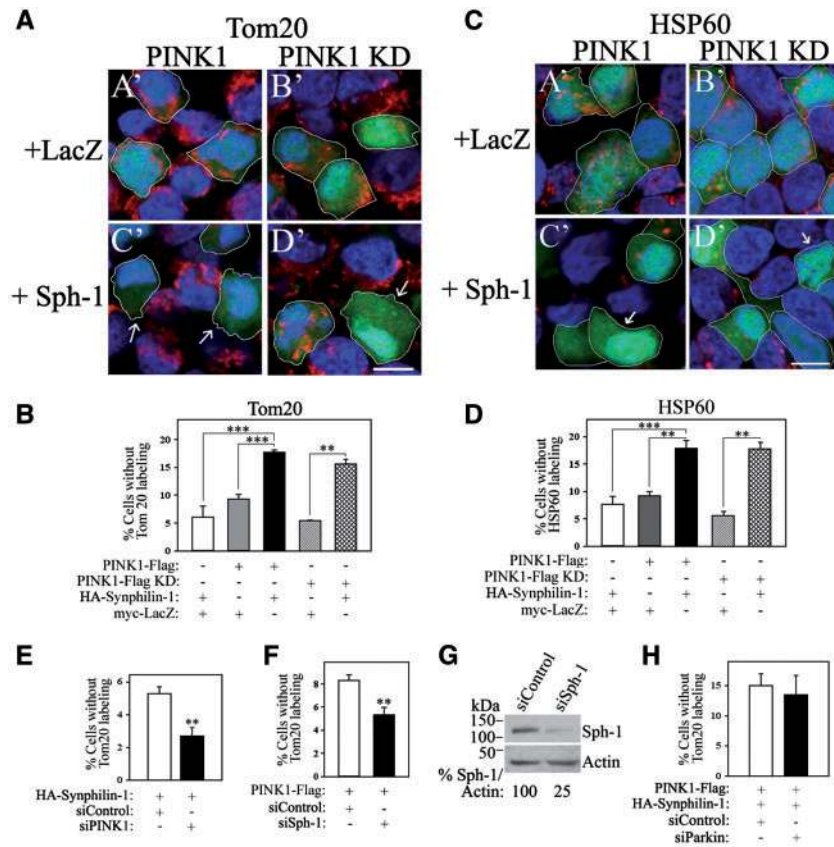 A
Tom20
PINK1 PINK1 KD
A' B'
+LacZ
C' D'
+ Sph-1
C
HSP60
PINK1 PINK1 KD
A' B'
+LacZ
C' D'
+ Sph-1
B
Tom20
% Cells without
Tom 20 labeling
20
15
10
5
0
*** *** **
PINK1-Flag: - + + - -
PINK1-Flag KD: - - - + +
HA-Synphilin-1: + - + - +
myc-LacZ: + + - + -
D
HSP60
% Cells without
HSP60 labeling
20
15
10
5
0
*** ** **
PINK1-Flag: - + + - -
PINK1-Flag KD: - - - + +
HA-Synphilin-1: + - + - +
myc-LacZ: + + - + -
E
% Cells without
Tom20 labeling
6
4
2
0
**
HA-Synphilin-1: + +
siControl: + -
siPINK1: - +
F
% Cells without
Tom20 labeling
8
6
4
2
0
**
PINK1-Flag: + +
siControl: + -
siSph-1: - +
G
siControl
siSph-1
kDa
150
100
Sph-1
50
Actin
% Sph-1/
Actin: 100 25
H
% Cells without
Tom20 labeling
15
10
5
0
PINK1-Flag: + +
HA-Synphilin-1: + +
siControl: + -
siParkin: - +